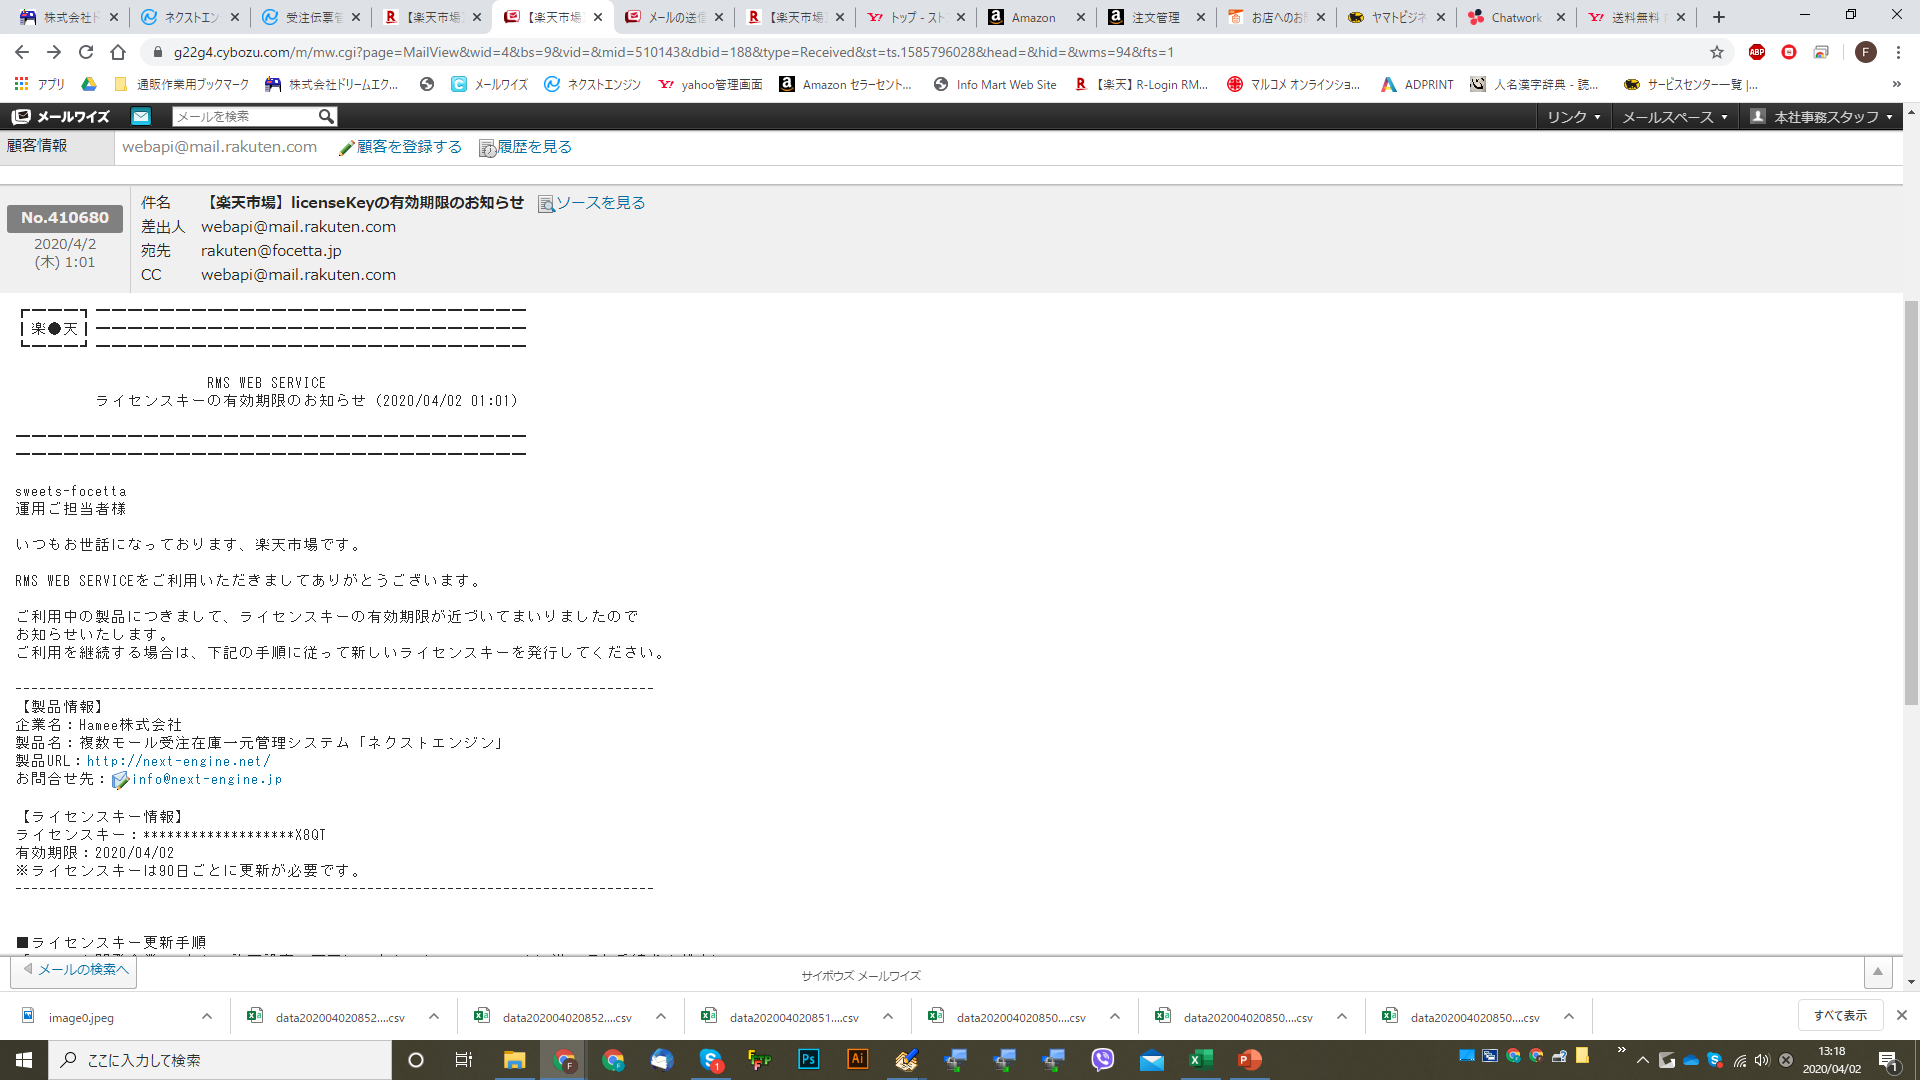 株式会社ド
ネクストエン
受注伝票管
【楽天市場
【楽天市場
メールの送信
【楽天市場
トップ - スト
Amazon
注文管理
お店へのお
ヤマトビジネ
Chatwork
送料無料
g22g4.cybozu.com/m/mw.cgi?page=MailView&wid=4&bs=9&vid=&mid=510143&dbid=188&type=Received&st=ts.1585796028&head=&hid=&wms=94&fts=1
ABP
F
アプリ
通販作業用ブックマーク
株式会社ドリームエク...
メールワイズ
ネクストエンジン
yahoo管理画面
Amazon セラーセント...
Info Mart Web Site
【楽天】R-Login RM...
マルコメ オンラインショ...
ADPRINT
人名漢字辞典 - 読...
サービスセンター一覧 |...
メールワイズ
メールを検索
リンク
メールスペース
本社事務スタッフ
顧客情報
webapi@mail.rakuten.com
顧客を登録する
履歴を見る
No.410680
2020/4/2
(木) 1:01
件名 【楽天市場】licenseKeyの有効期限のお知らせ ソースを見る
差出人 webapi@mail.rakuten.com
宛先 rakuten@focetta.jp
CC webapi@mail.rakuten.com
楽●天
RMS WEB SERVICE
ライセンスキーの有効期限のお知らせ（2020/04/02 01:01）
sweets-focetta
運用ご担当者様
いつもお世話になっております、楽天市場です。
RMS WEB SERVICEをご利用いただきましてありがとうございます。
ご利用中の製品につきまして、ライセンスキーの有効期限が近づいてまいりましたので
お知らせいたします。
ご利用を継続する場合は、下記の手順に従って新しいライセンスキーを発行してください。
--------------------------------------------------------------------------------
【製品情報】
企業名：Hamee株式会社
製品名：複数モール受注在庫一元管理システム「ネクストエンジン」
製品URL：http://next-engine.net/
お問合せ先：info@next-engine.jp
【ライセンスキー情報】
ライセンスキー：*******************X8QT
有効期限：2020/04/02
※ライセンスキーは90日ごとに更新が必要です。
--------------------------------------------------------------------------------
■ライセンスキー更新手順
メールの検索へ
サイボウズ メールワイズ
image0.jpeg
data202004020852....csv
data202004020852....csv
data202004020851....csv
data202004020850....csv
data202004020850....csv
data202004020850....csv
すべて表示
ここに入力して検索
13:18
2020/04/02